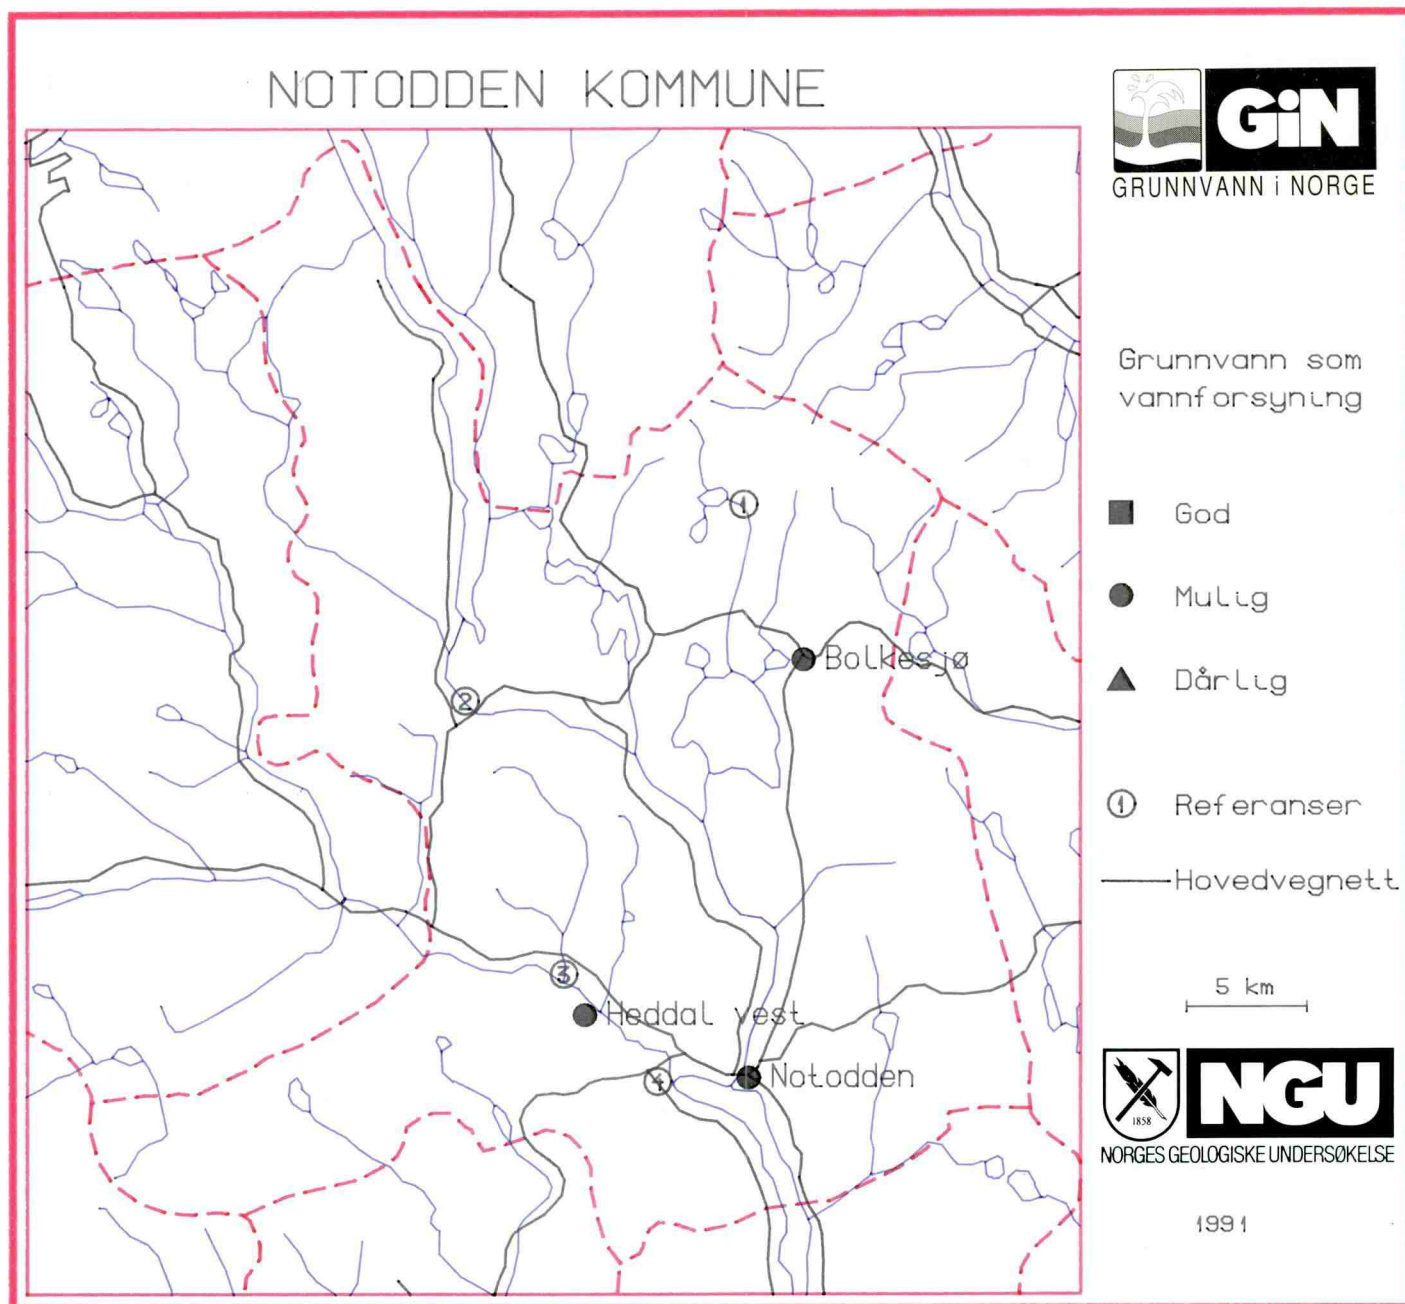 NOTODDEN KOMMUNE
GiN
GRUNNVANN i NORGE
Grunnvann som
vannforsyning
God
Mulig
Dårlig
1 Referanser
Hovedvegnett
5 km
1858
NGU
NORGES GEOLOGISKE UNDERSØKELSE
1991
1
Bolkesjø
2
3
Heddal vest
4
Notodden